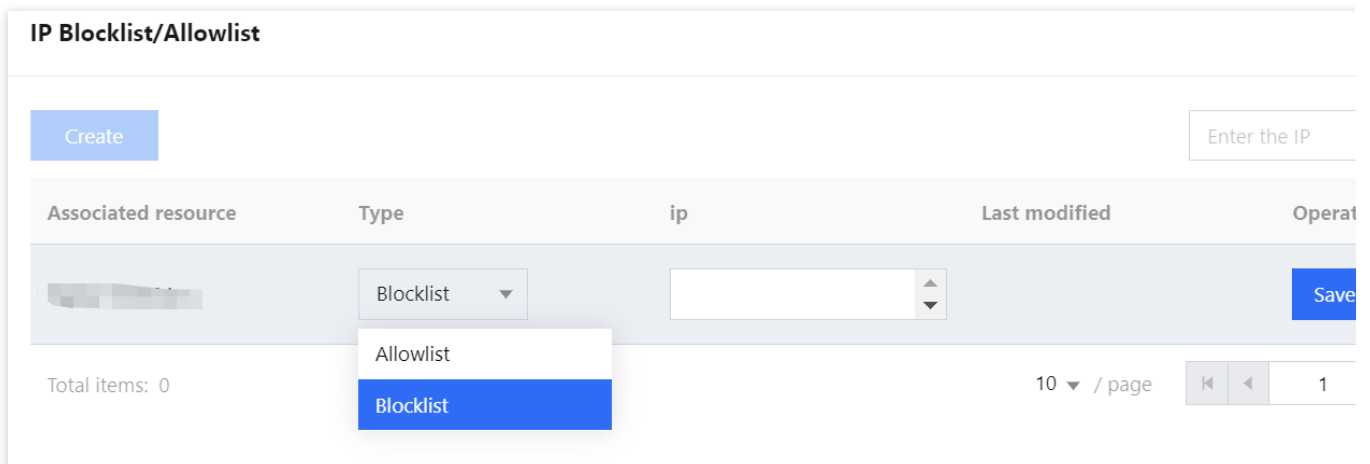 IP Blocklist/Allowlist
Create
Enter the IP
Associated resource Type ip Last modified Operat
Blocklist
Save
Allowlist
Blocklist
Total items: 0
10 / page
1